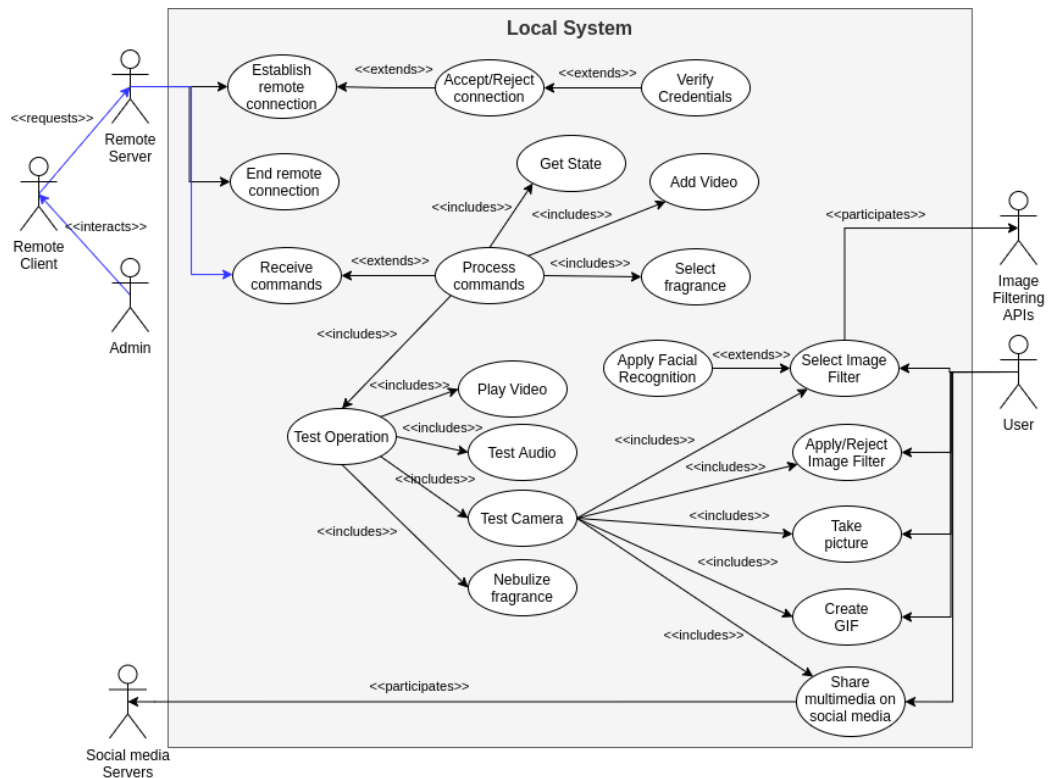 Local System
Establish
remote
connection
<<extends>>
Accept/Reject
connection
<<extends>>
Verify
Credentials
<<requests>>
Remote
Server
End remote
connection
Get State
Add Video
<<includes>>
<<includes>>
<<participates>>
Remote
Client
<<interacts>>
Receive
commands
<<extends>>
Process
commands
<<includes>>
Select
fragrance
Image
Filtering
APIs
Admin
<<includes>>
Apply Facial
Recognition
<<extends>>
Select Image
Filter
User
<<includes>>
Play Video
Test Operation
<<includes>>
Test Audio
<<includes>>
Apply/Reject
Image Filter
<<includes>>
<<includes>>
Test Camera
<<includes>>
Take
picture
<<includes>>
Nebulize
fragrance
<<includes>>
Create
GIF
<<includes>>
Share
multimedia on
social media
<<participates>>
Social media
Servers